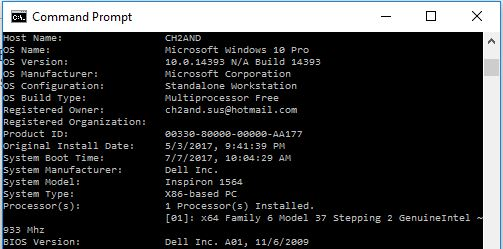 Command Prompt
Host Name: CH2AND
OS Name: Microsoft Windows 10 Pro
OS Version: 10.0.14393 N/A Build 14393
OS Manufacturer: Microsoft Corporation
OS Configuration: Standalone Workstation
OS Build Type: Multiprocessor Free
Registered Owner: ch2and.sus@hotmail.com
Registered Organization:
Product ID: 00330-80000-00000-AA177
Original Install Date: 5/3/2017, 9:41:39 PM
System Boot Time: 7/7/2017, 10:04:29 AM
System Manufacturer: Dell Inc.
System Model: Inspiron 1564
System Type: X86-based PC
Processor(s): 1 Processor(s) Installed.
[01]: x64 Family 6 Model 37 Stepping 2 GenuineIntel ~
933 Mhz
BIOS Version: Dell Inc. A01, 11/6/2009